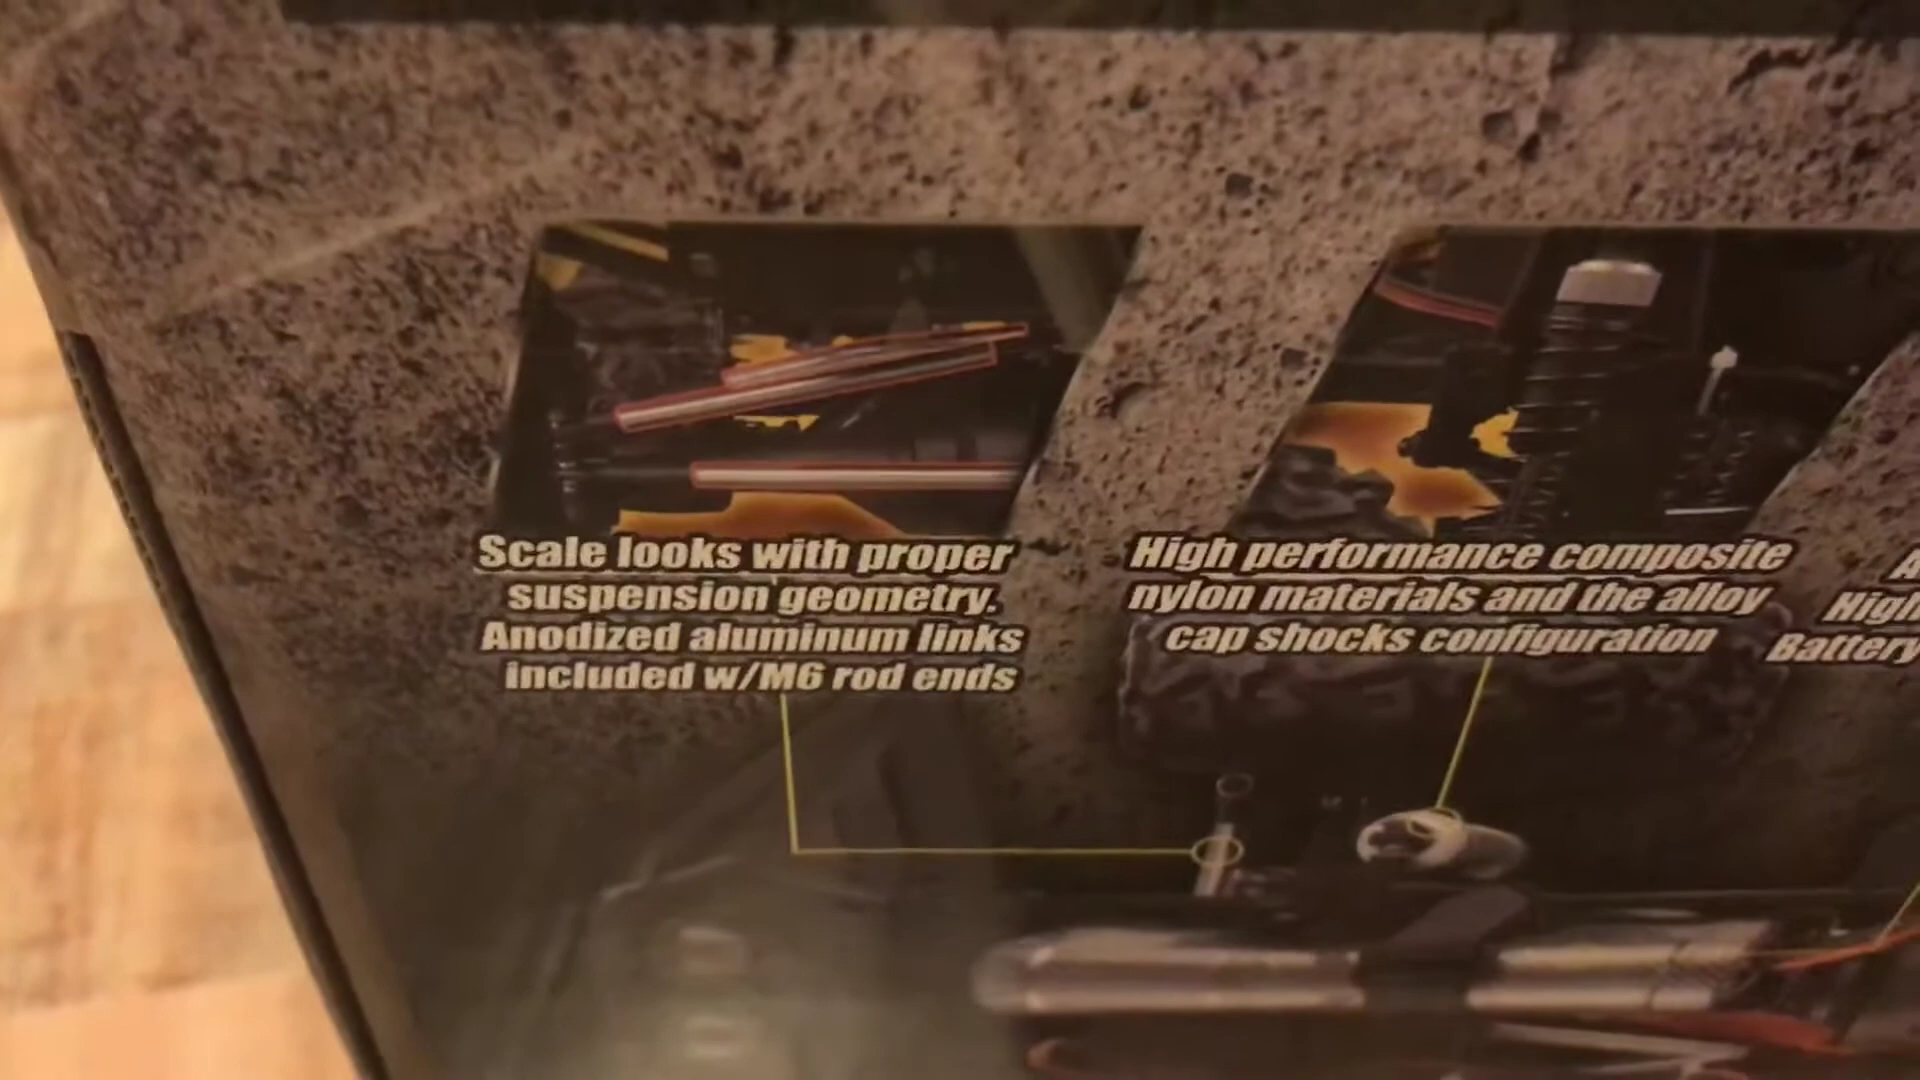 Scale looks with proper
suspension geometry.
Anodized aluminum links
included w/M6 rod ends
High performance composite
nylon materials and the alloy
cap shocks configuration
A
High
Battery